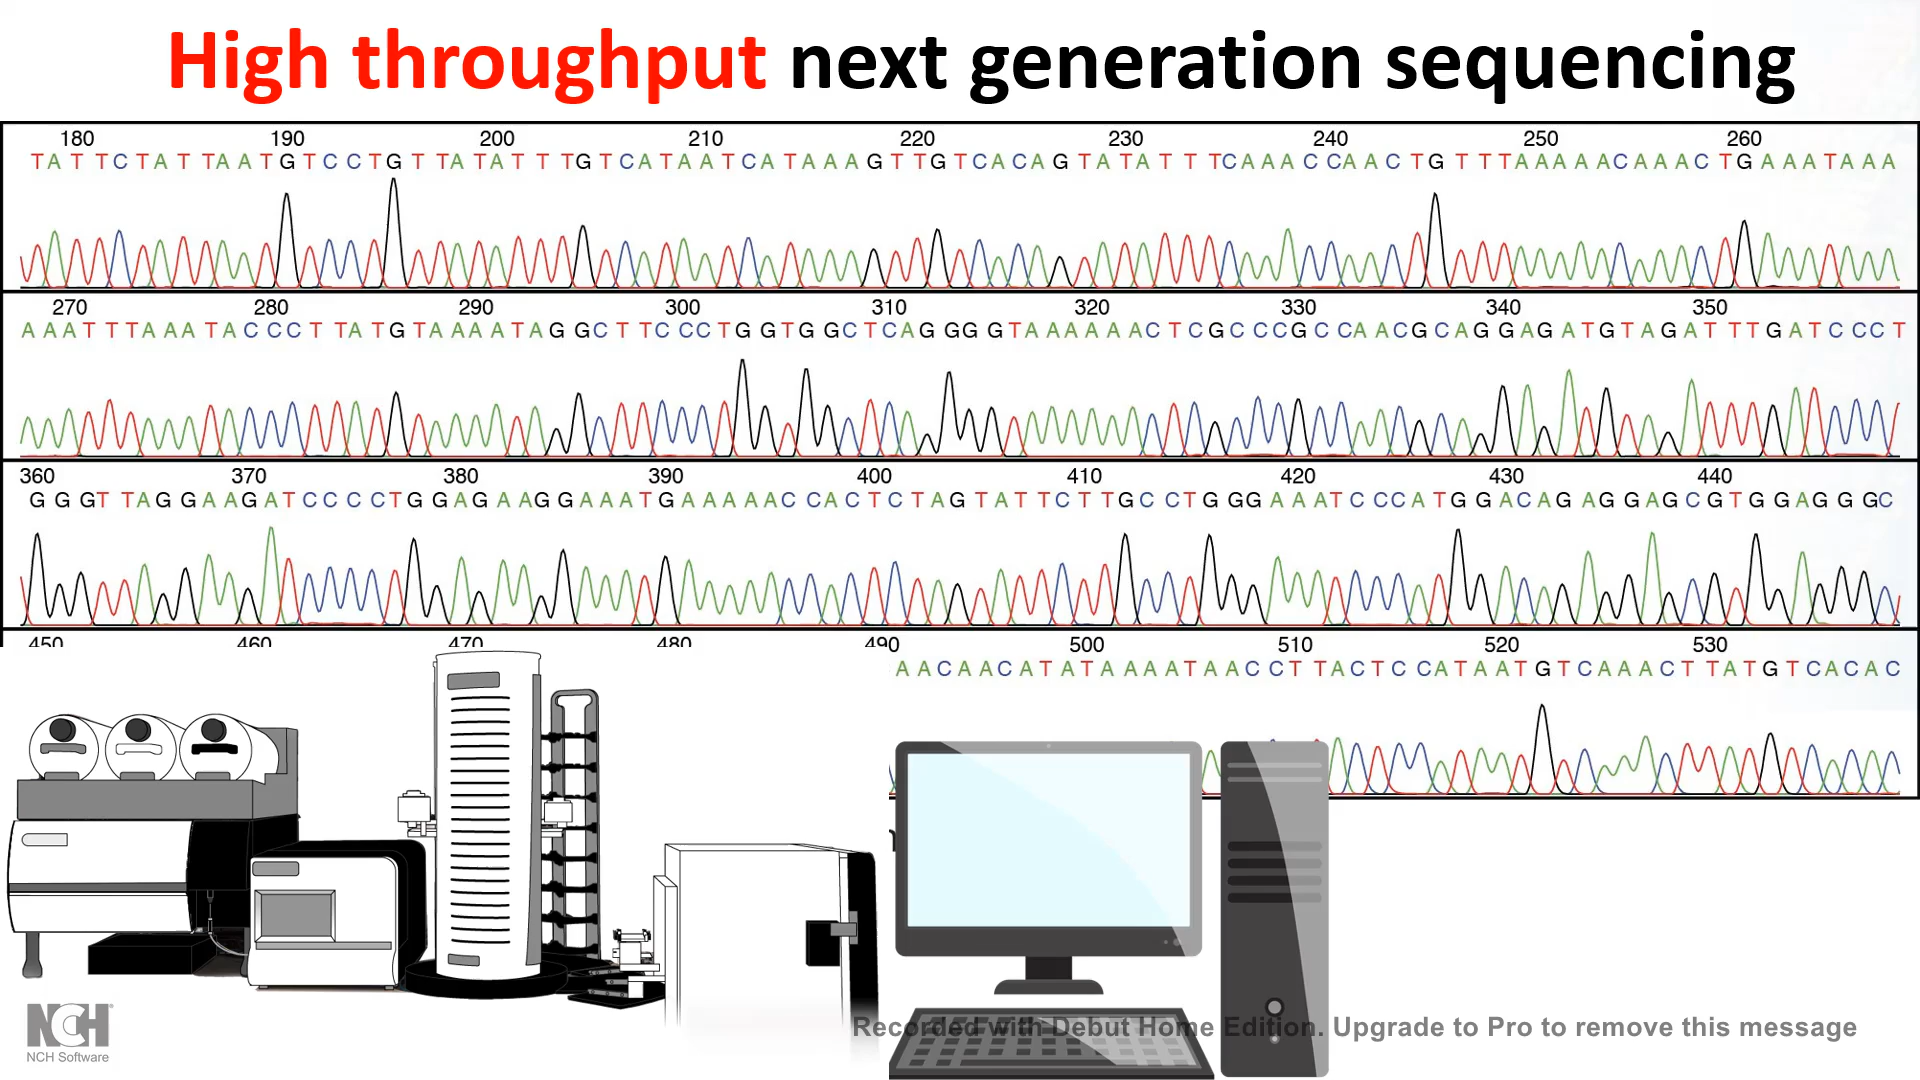 High throughput next generation sequencing
180 190 200 210 220 230 240 250 260
TATTCTATTAATGTCCTGTTATATTTGTCATAATCATAAAGTTGTCACAGTATATTTCAAACCAACTGTTTAAAAACAAACTGAAATAAA
270 280 290 300 310 320 330 340 350
AAATTTAAATACCCTTATGTAAAATAGGCTTCCCTGGTGGCTCAGGGGTAAAAAACTCGCCCGCCAACGCAGGAGATGTAGATTTGATCCCT
360 370 380 390 400 410 420 430 440
GGGTTAGGAAGATCCCCTGGAGAAGGAAATGAAAAACCACTCTAGTATTCTTGCCTGGGAAATCCCATGGACAGAGGAGCGTGGAGGGC
450 460 470 480 490 500 510 520 530
AACAACATATAAAATAACCTTACTCCATAATGTCAAACTTATGTCACAC
NCH
NCH Software
Recorded with Debut Home Edition. Upgrade to Pro to remove this message